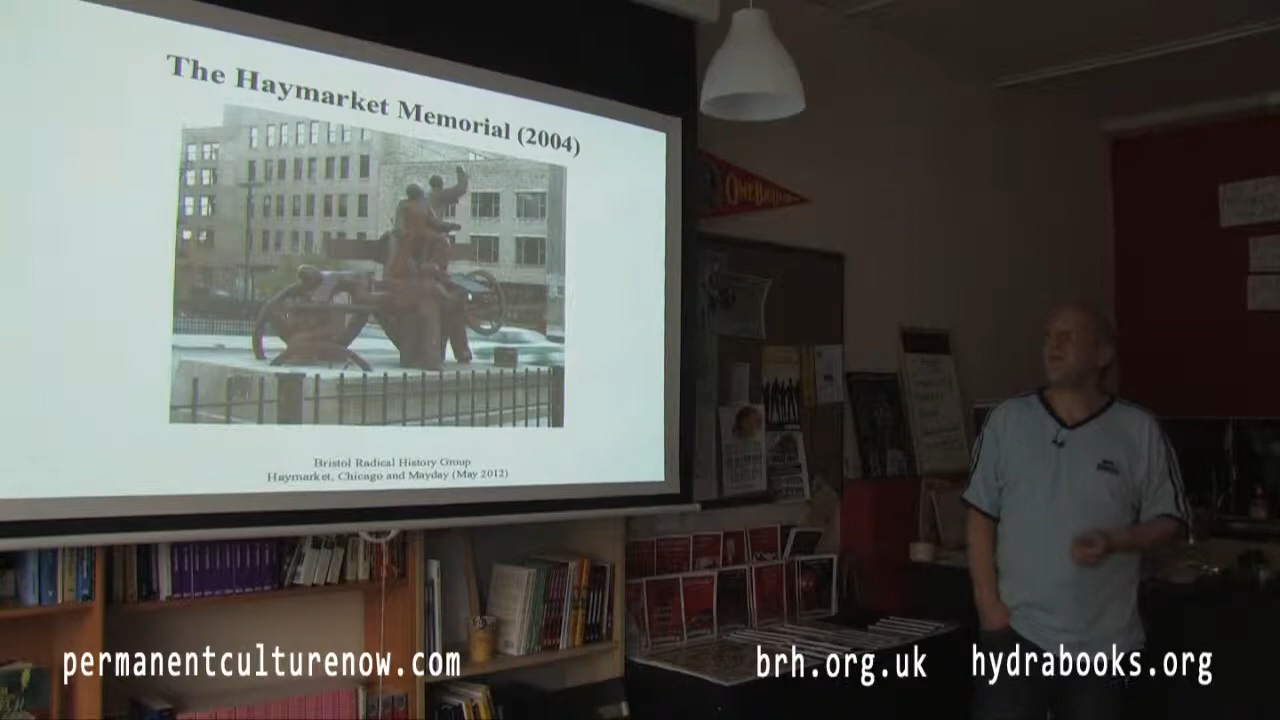 The Haymarket Memorial (2004)
Bristol Radical History Group
Haymarket, Chicago and Mayday (May 2012)
permanentculturenow.com
brh.org.uk
hydrabooks.org